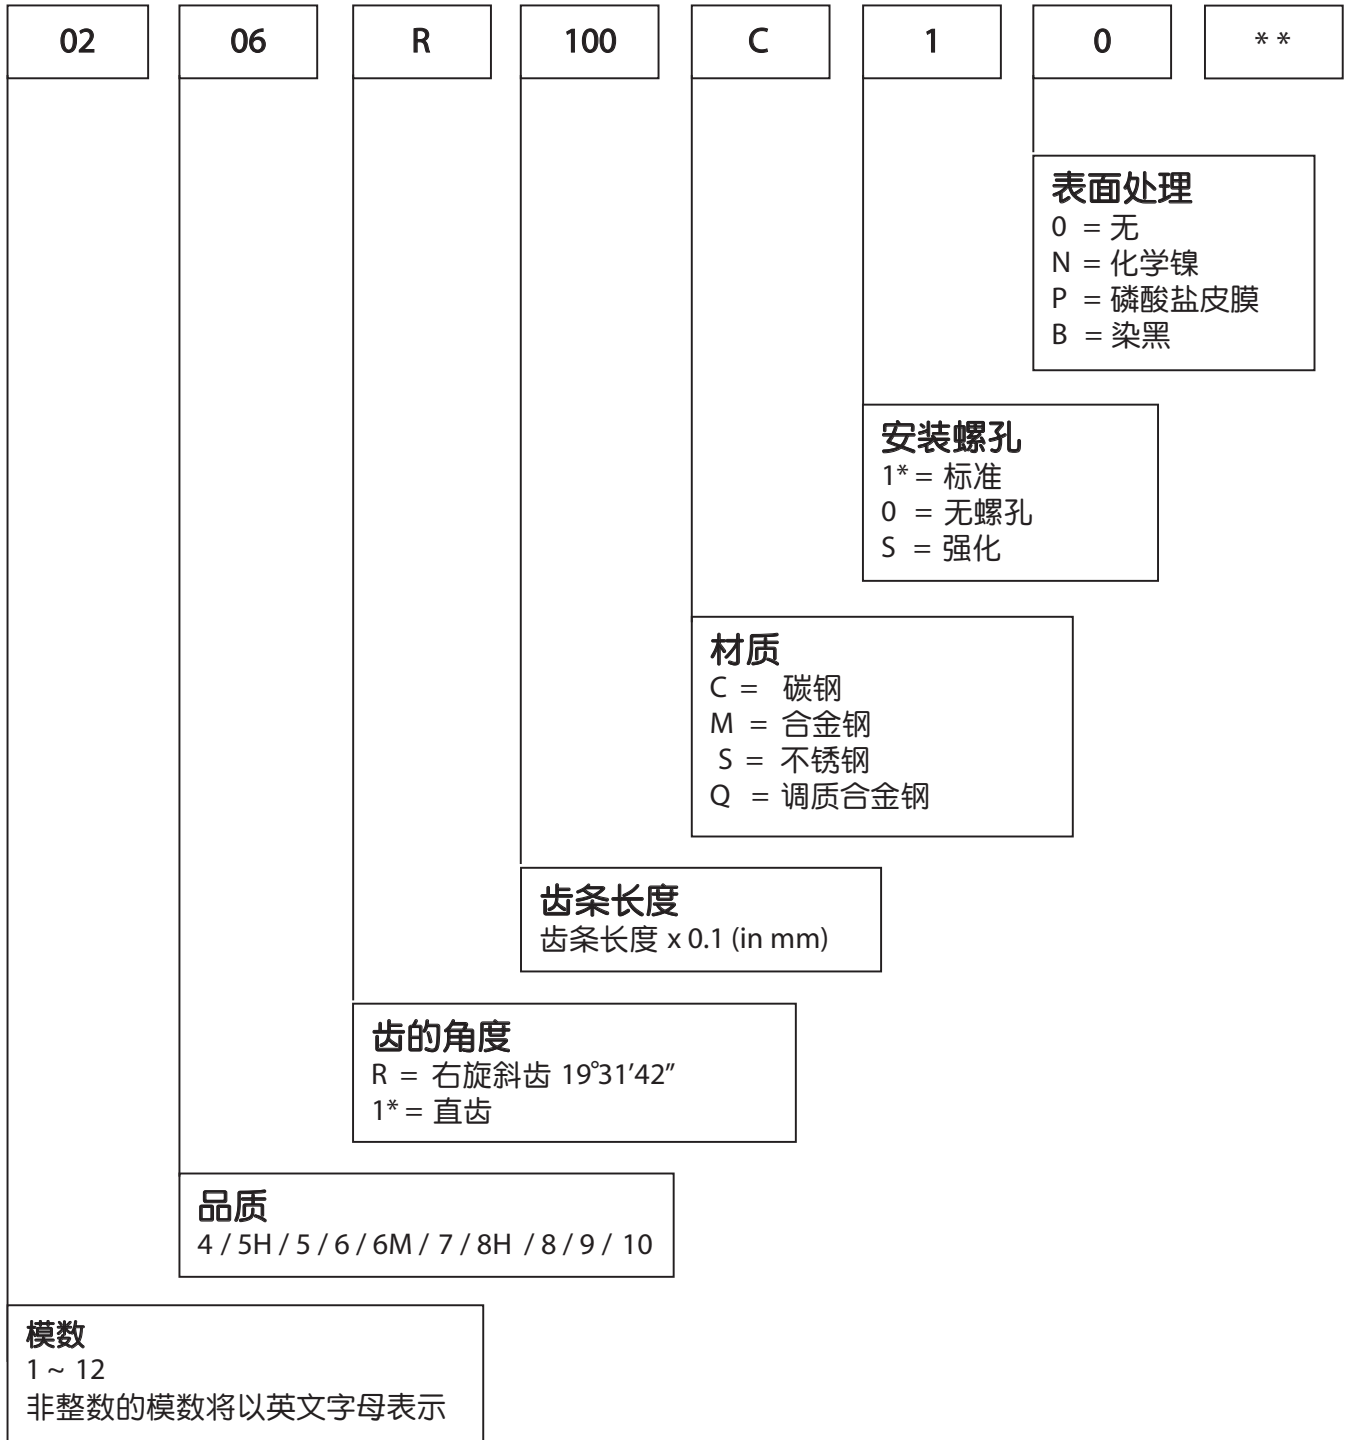 02 06 R 100 C 1 0 * *
表面处理
0 = 无
N = 化学镍
P = 磷酸盐皮膜
B = 染黑
安装螺孔
1* = 标准
0 = 无螺孔
S = 强化
材质
C = 碳钢
M = 合金钢
S = 不锈钢
Q = 调质合金钢
齿条长度
齿条长度 x 0.1 (in mm)
齿的角度
R = 右旋斜齿 19°31'42"
1* = 直齿
品质
4 / 5H / 5 / 6 / 6M / 7 / 8H / 8 / 9 / 10
模数
1 ~ 12
非整数的模数将以英文字母表示